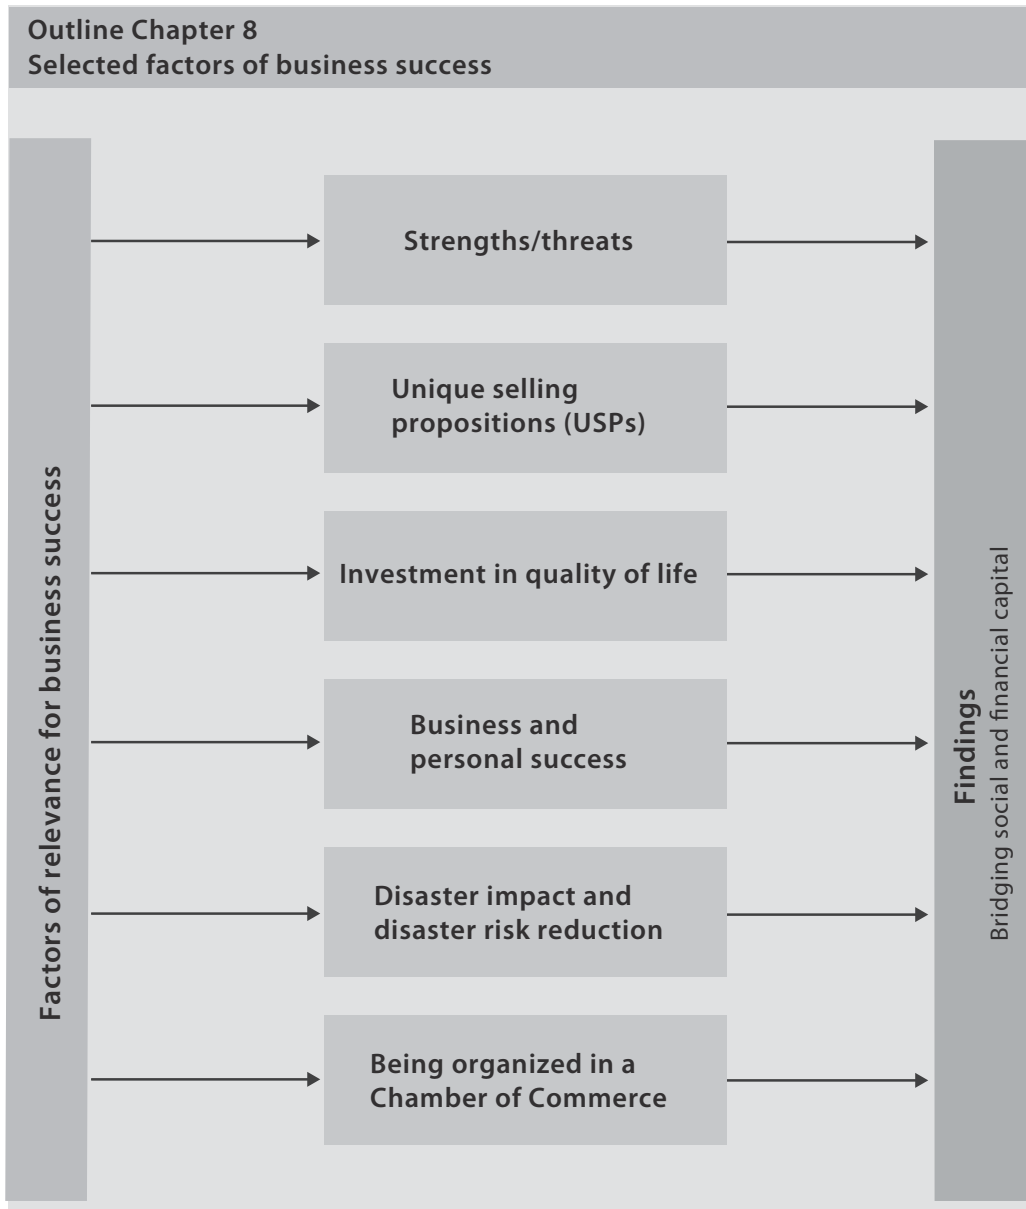 Outline Chapter 8
Selected factors of business success
Factors of relevance for business success
Strengths/threats
Unique selling
propositions (USPs)
Investment in quality of life
Business and
personal success
Disaster impact and
disaster risk reduction
Being organized in a
Chamber of Commerce
Findings
Bridging social and financial capital